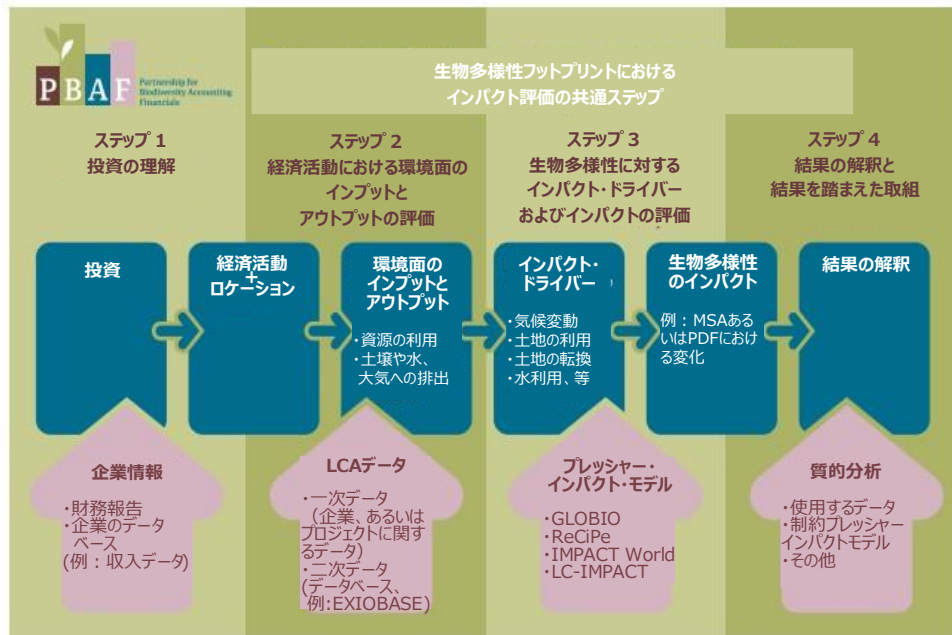 PBAF
Partnership for
Biodiversity Accounting
Financials
生物多様性フットプリントにおける
インパクト評価の共通ステップ
ステップ 1
投資の理解
ステップ 2
経済活動における環境面の
インプットと
アウトプットの評価
ステップ 3
生物多様性に対する
インパクト・ドライバー
およびインパクトの評価
ステップ 4
結果の解釈と
結果を踏まえた取組
投資
経済活動
+
ロケーション
環境面の
インプットと
アウトプット
・資源の利用
・土壌や水、
大気への排出
インパクト・
ドライバー
・気候変動
・土地の利用
・土地の転換
・水利用、等
生物多様性
のインパクト
例：MSAある
いはPDFにおけ
る変化
結果の解釈
企業情報
・財務報告
・企業のデータ
ベース
(例：収入データ)
LCAデータ
・一次データ
（企業、あるいは
プロジェクトに関す
るデータ)
・二次データ
(データベース、
例:EXIOBASE)
プレッシャー・
インパクト・モデル
・GLOBIO
・ReCiPe
・IMPACT World
・LC-IMPACT
質的分析
・使用するデータ
・制約プレッシャー
インパクトモデル
・その他